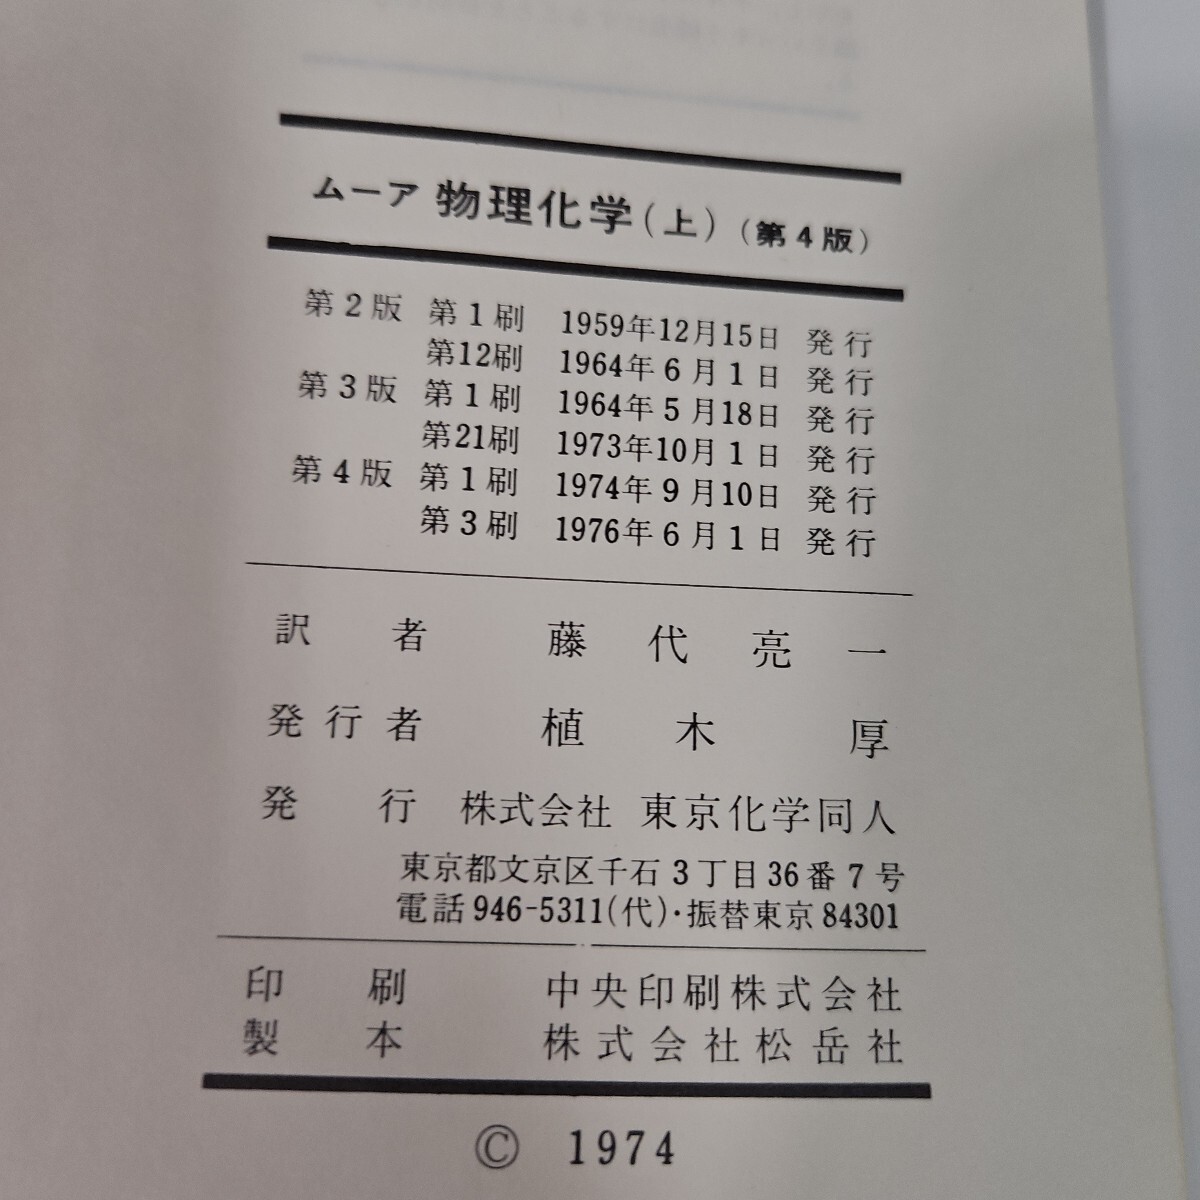 ムーア 物理化学(上)(第4版)
第2版 第1刷 1959年12月15日 発行
第12刷 1964年6月1日 発行
第3版 第1刷 1964年5月18日 発行
第21刷 1973年10月1日 発行
第4版 第1刷 1974年9月10日 発行
第3刷 1976年6月1日 発行
訳者 藤代亮一
発行者 植木厚
発行 株式会社 東京化学同人
東京都文京区千石3丁目36番7号
電話946-5311(代)・振替東京84301
印刷 中央印刷株式会社
製本 株式会社松岳社
© 1974